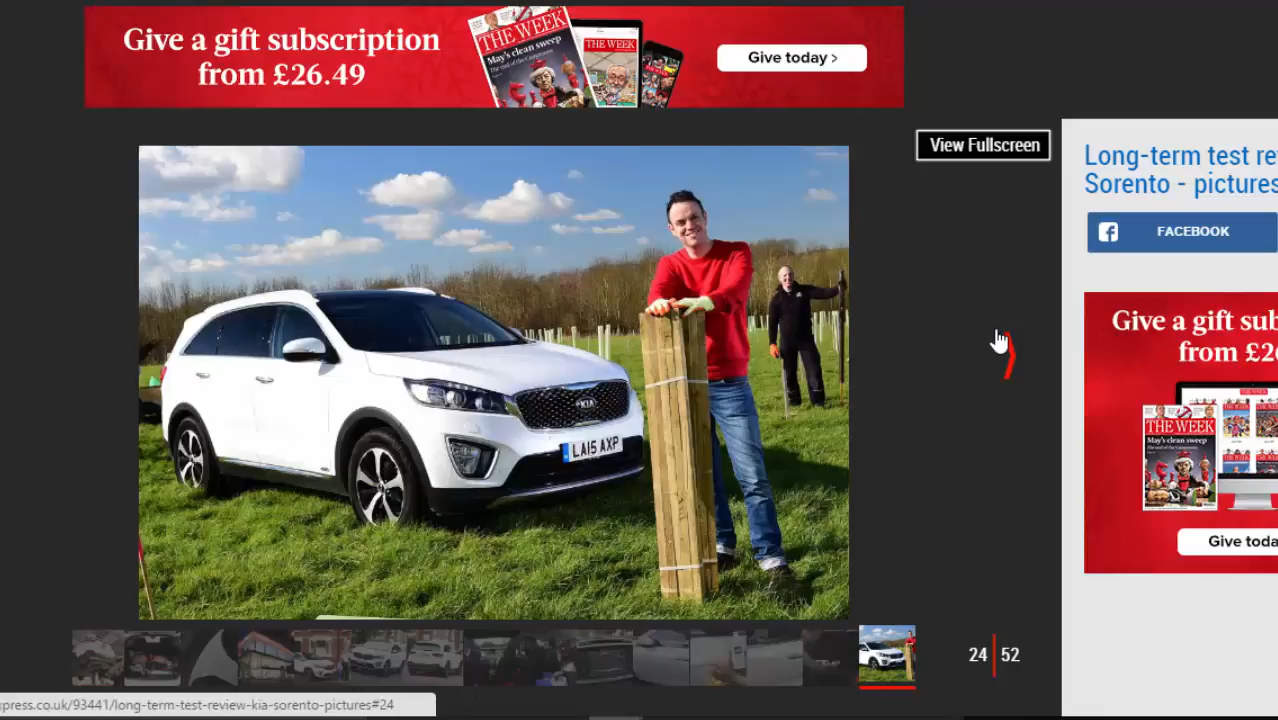 Give a gift subscription
from £26.49
THE WEEK
May's clean sweep
THE WEEK
Give today >
View Fullscreen
Long-term test re
Sorento - pictures
FACEBOOK
KIA
LA15 AXP
Give a gift sub
from £2
THE WEEK
May's clean sweep
Give toda
24 52
press.co.uk/93441/long-term-test-review-kia-sorento-pictures#24